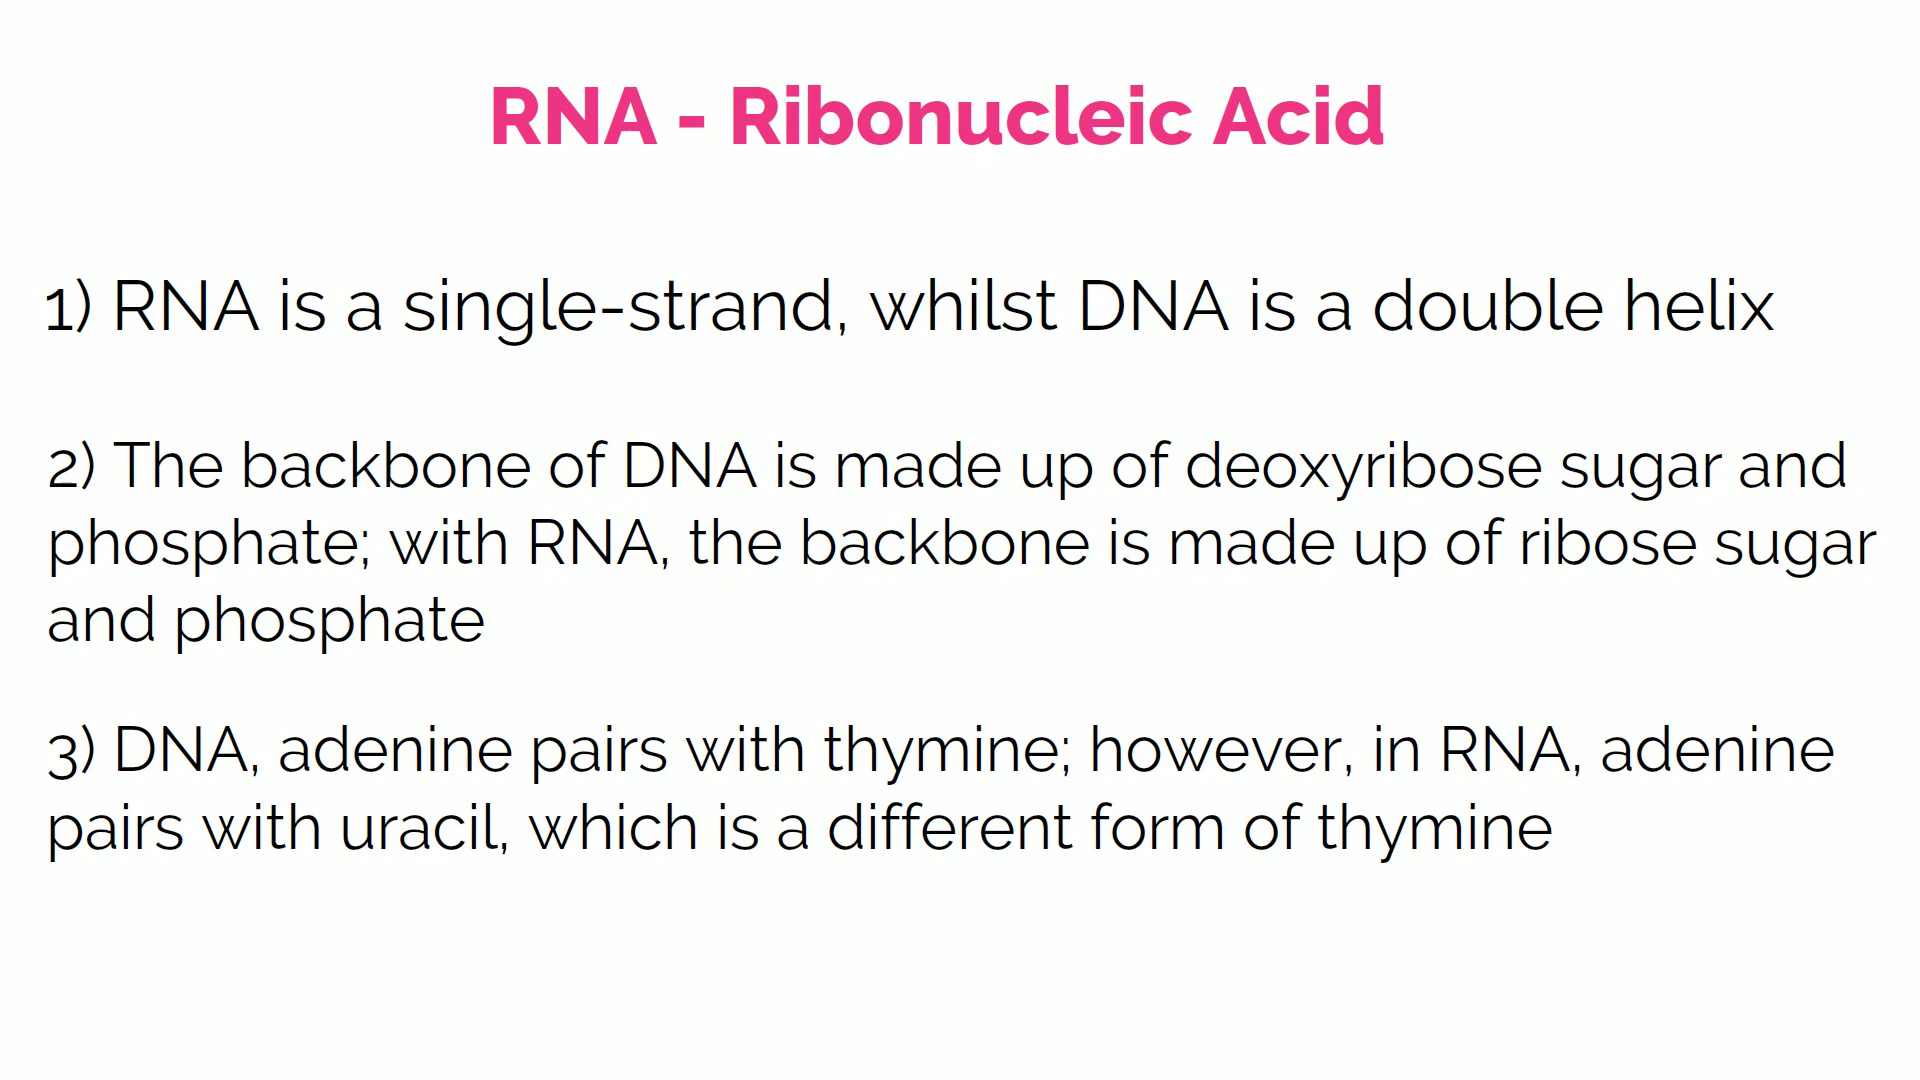 RNA - Ribonucleic Acid
1) RNA is a single-strand, whilst DNA is a double helix
2) The backbone of DNA is made up of deoxyribose sugar and
phosphate; with RNA, the backbone is made up of ribose sugar
and phosphate
3) DNA, adenine pairs with thymine; however, in RNA, adenine
pairs with uracil, which is a different form of thymine